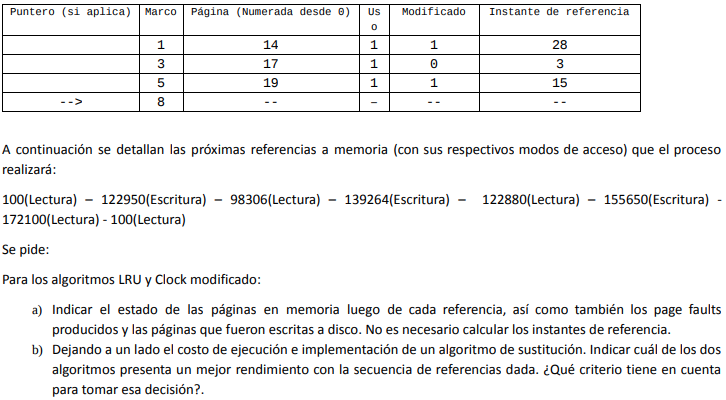 Puntero (si aplica) Marco Página (Numerada desde 0) Us Modificado Instante de referencia
o
1 14 1 1 28
3 17 1 0 3
5 19 1 1 15
--> 8 -- – -- --
A continuación se detallan las próximas referencias a memoria (con sus respectivos modos de acceso) que el proceso
realizará:
100(Lectura) – 122950(Escritura) – 98306(Lectura) – 139264(Escritura) – 122880(Lectura) – 155650(Escritura) -
172100(Lectura) - 100(Lectura)
Se pide:
Para los algoritmos LRU y Clock modificado:
a) Indicar el estado de las páginas en memoria luego de cada referencia, así como también los page faults
producidos y las páginas que fueron escritas a disco. No es necesario calcular los instantes de referencia.
b) Dejando a un lado el costo de ejecución e implementación de un algoritmo de sustitución. Indicar cuál de los dos
algoritmos presenta un mejor rendimiento con la secuencia de referencias dada. ¿Qué criterio tiene en cuenta
para tomar esa decisión?.